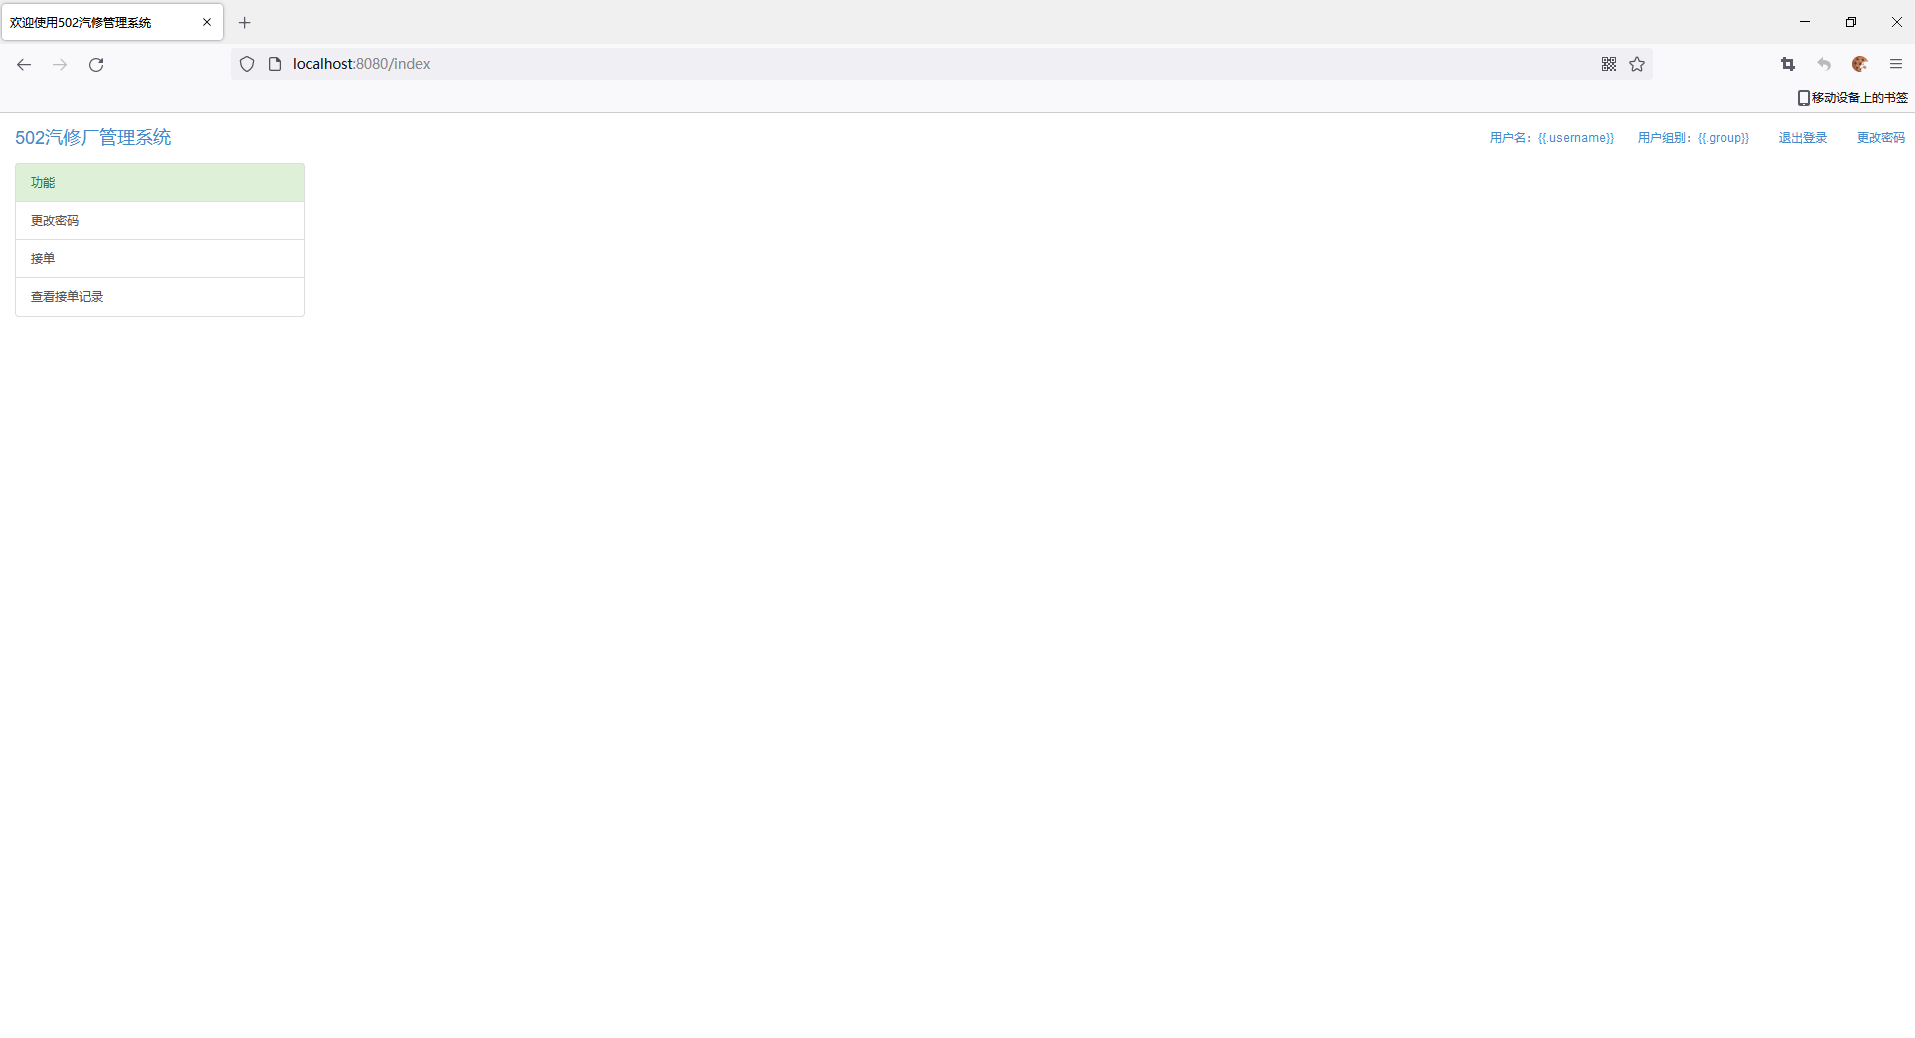 欢迎使用502汽修管理系统
localhost:8080/index
移动设备上的书签
502汽修厂管理系统
用户名：{{.username}} 用户组别：{{.group}} 退出登录 更改密码
功能
更改密码
接单
查看接单记录